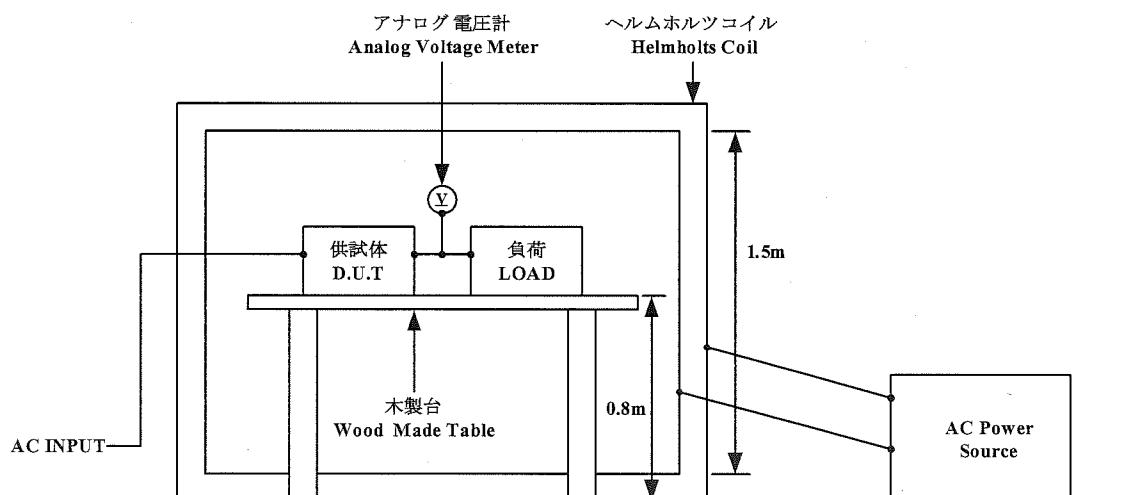 アナログ電圧計
Analog Voltage Meter
ヘルムホルツコイル
Helmholts Coil
V
供試体
D.U.T
負荷
LOAD
1.5m
木製台
Wood Made Table
0.8m
AC INPUT
AC Power
Source